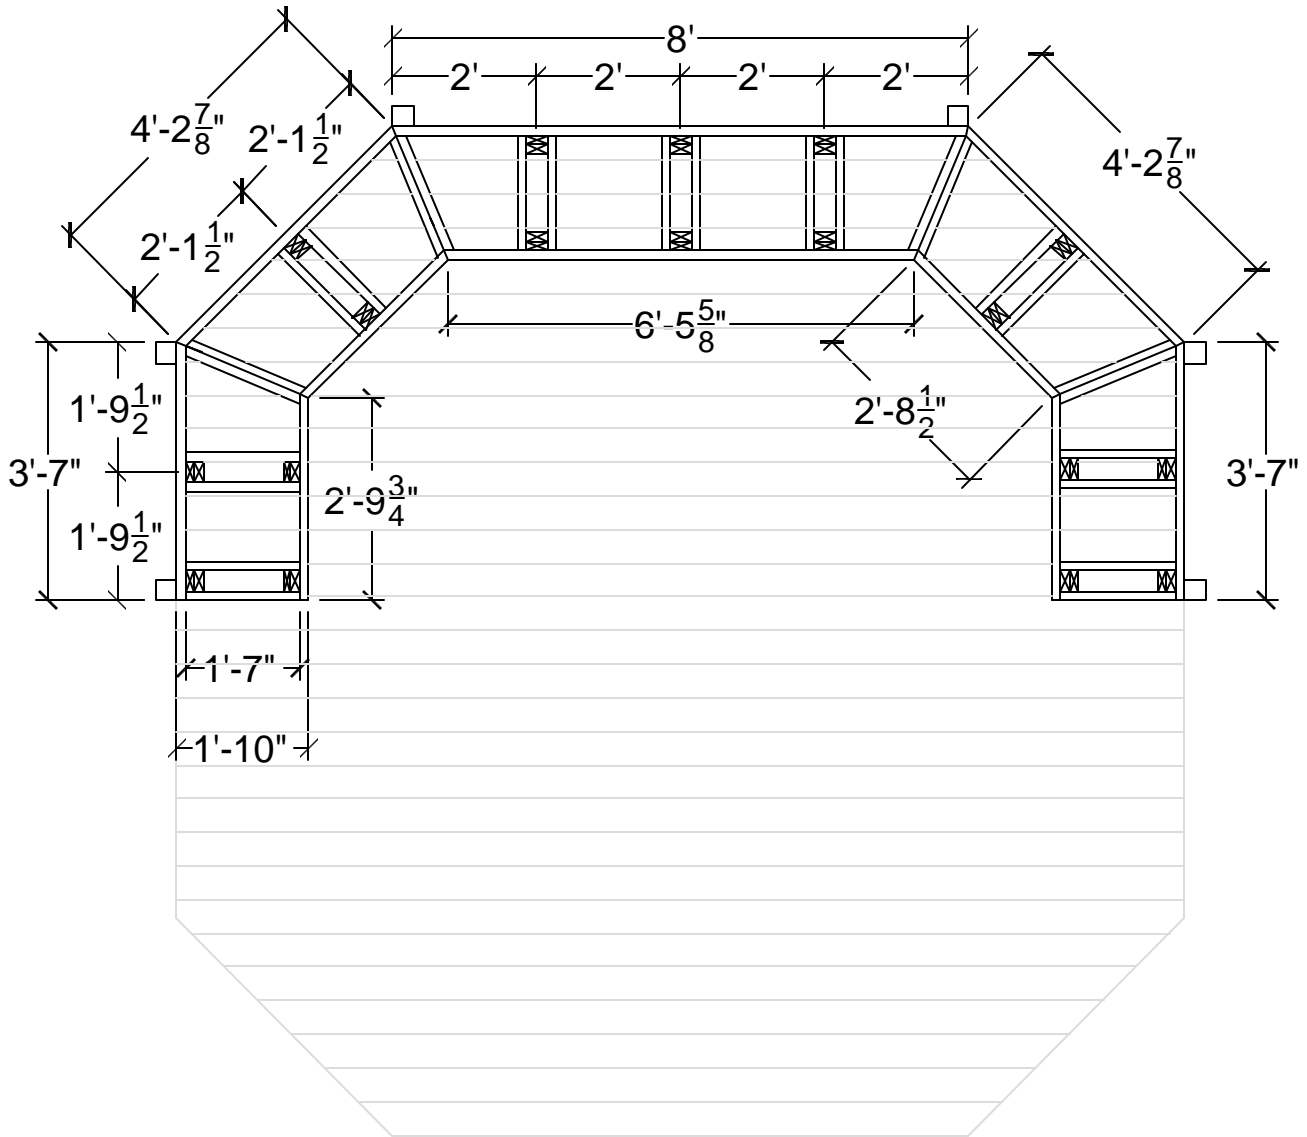 8'
2' 2' 2' 2'
4'-2 7/8" 2'-1 1/2" 4'-2 7/8"
2'-1 1/2"
6'-5 5/8"
1'-9 1/2" 2'-8 1/2"
3'-7" 3'-7"
2'-9 3/4"
1'-9 1/2"
1'-7"
1'-10"